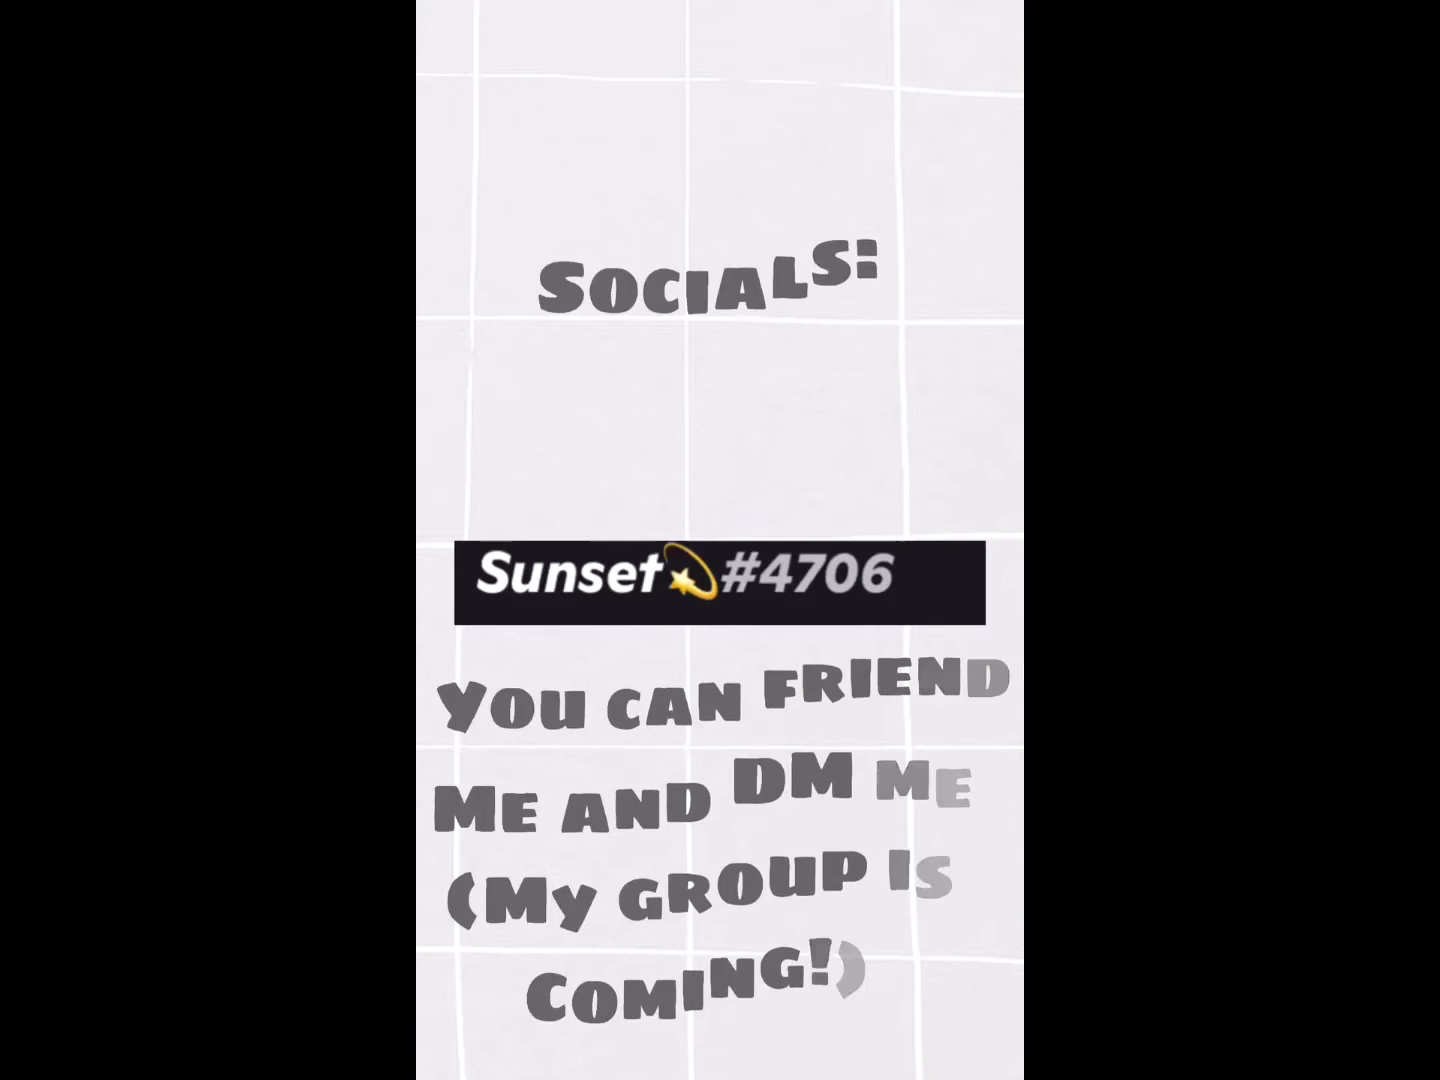 Socials:
Sunset💫#4706
You can friend
me and DM me
(My group is
coming!)